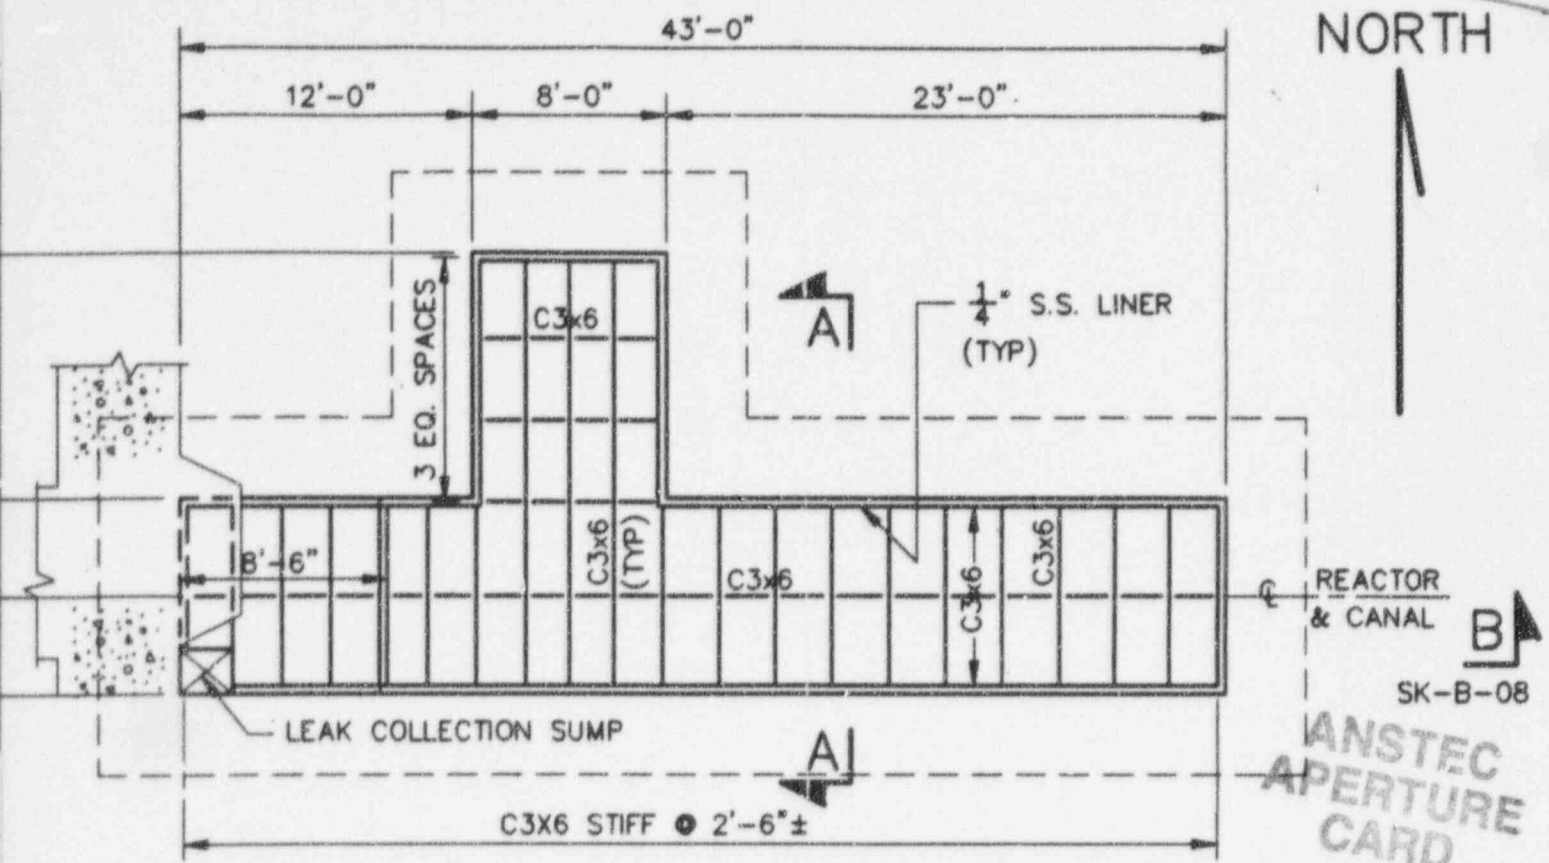 43'-0"
NORTH
12'-0"
8'-0"
23'-0"
3 EQ. SPACES
C3x6
A
1/4" S.S. LINER
(TYP)
8'-6"
C3x6
(TYP)
C3x6
C3x6
C3x6
℄ REACTOR
& CANAL
B
SK-B-08
LEAK COLLECTION SUMP
A
C3X6 STIFF @ 2'-6"±
ANSTEC
APERTURE
CARD